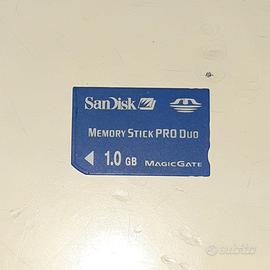 SanDisk
MEMORY STICK PRO DUO
1.0 GB MAGICGATE
subito